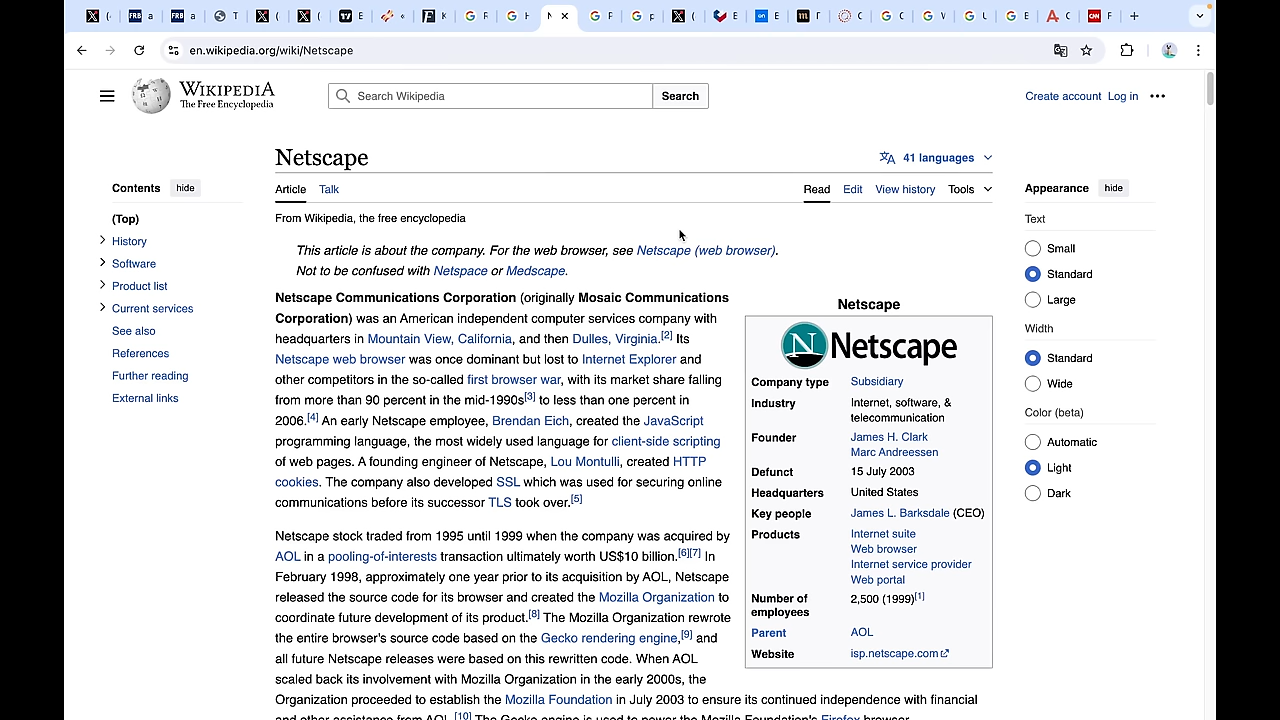 en.wikipedia.org/wiki/Netscape
WIKIPEDIA
The Free Encyclopedia
Search Wikipedia
Search
Create account Log in
Netscape
41 languages
Article Talk
Read Edit View history Tools
From Wikipedia, the free encyclopedia
This article is about the company. For the web browser, see Netscape (web browser).
Not to be confused with Netspace or Medscape.
Contents hide
(Top)
History
Software
Product list
Current services
See also
References
Further reading
External links
Netscape Communications Corporation (originally Mosaic Communications
Corporation) was an American independent computer services company with
headquarters in Mountain View, California, and then Dulles, Virginia.[2] Its
Netscape web browser was once dominant but lost to Internet Explorer and
other competitors in the so-called first browser war, with its market share falling
from more than 90 percent in the mid-1990s[3] to less than one percent in
2006.[4] An early Netscape employee, Brendan Eich, created the JavaScript
programming language, the most widely used language for client-side scripting
of web pages. A founding engineer of Netscape, Lou Montulli, created HTTP
cookies. The company also developed SSL which was used for securing online
communications before its successor TLS took over.[5]
Netscape stock traded from 1995 until 1999 when the company was acquired by
AOL in a pooling-of-interests transaction ultimately worth US$10 billion.[6][7] In
February 1998, approximately one year prior to its acquisition by AOL, Netscape
released the source code for its browser and created the Mozilla Organization to
coordinate future development of its product.[8] The Mozilla Organization rewrote
the entire browser's source code based on the Gecko rendering engine,[9] and
all future Netscape releases were based on this rewritten code. When AOL
scaled back its involvement with Mozilla Organization in the early 2000s, the
Organization proceeded to establish the Mozilla Foundation in July 2003 to ensure its continued independence with financial
and other assistance from AOL.[10] The Gecko engine is used to power the Mozilla Foundation's Firefox browser.
Netscape
N Netscape
Company type Subsidiary
Industry Internet, software, &
telecommunication
Founder James H. Clark
Marc Andreessen
Defunct 15 July 2003
Headquarters United States
Key people James L. Barksdale (CEO)
Products Internet suite
Web browser
Internet service provider
Web portal
Number of
employees 2,500 (1999)[1]
Parent AOL
Website isp.netscape.com
Appearance hide
Text
Small
Standard
Large
Width
Standard
Wide
Color (beta)
Automatic
Light
Dark